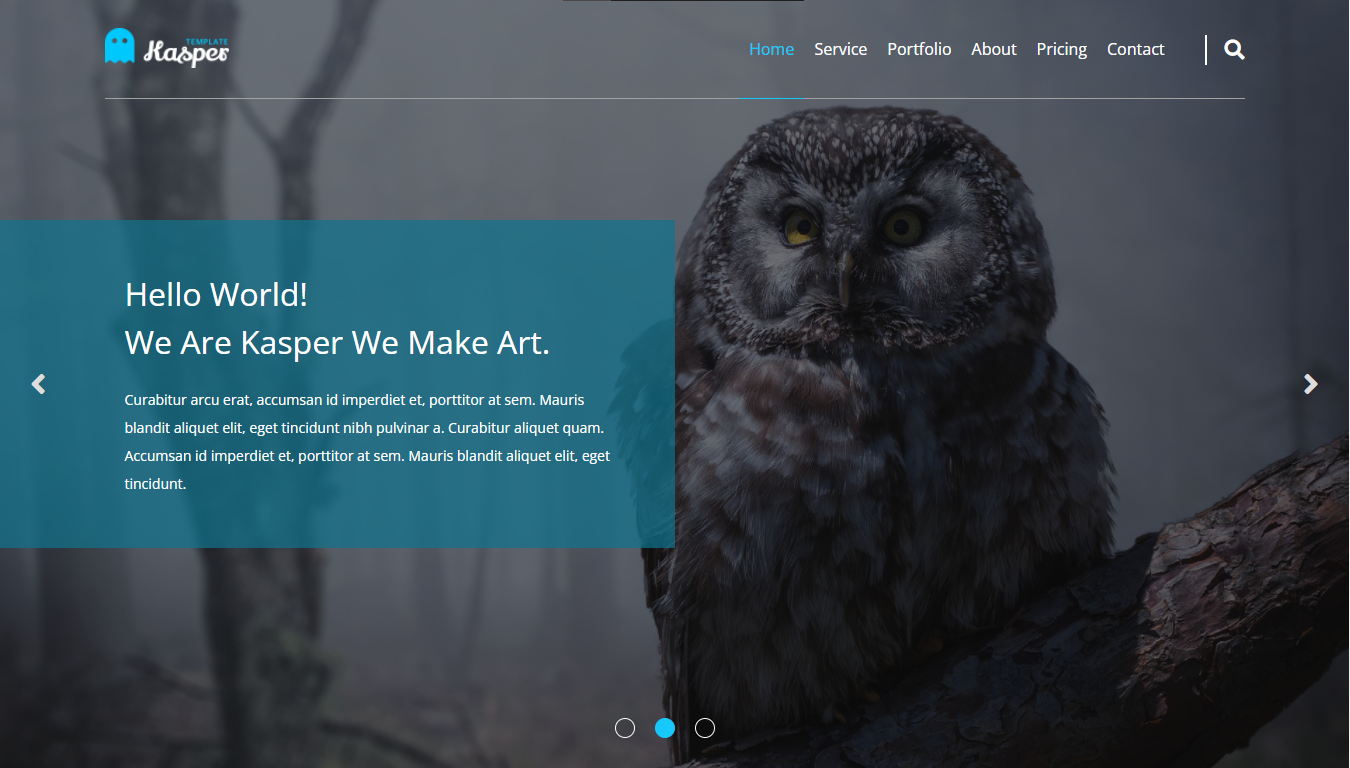 TEMPLATE
Kasper
Home Service Portfolio About Pricing Contact
Hello World!
We Are Kasper We Make Art.
Curabitur arcu erat, accumsan id imperdiet et, porttitor at sem. Mauris
blandit aliquet elit, eget tincidunt nibh pulvinar a. Curabitur aliquet quam.
Accumsan id imperdiet et, porttitor at sem. Mauris blandit aliquet elit, eget
tincidunt.